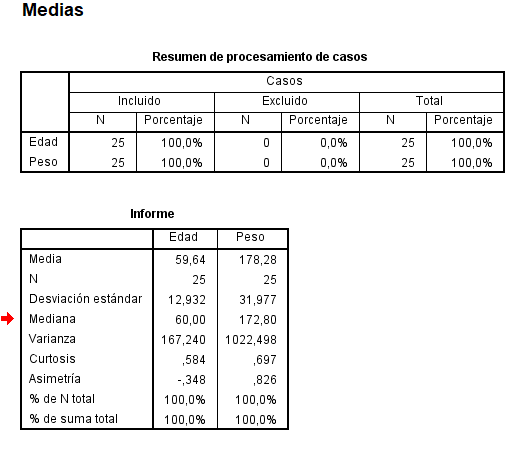 Medias
Resumen de procesamiento de casos
Casos
Incluido Excluido Total
N Porcentaje N Porcentaje N Porcentaje
Edad 25 100,0% 0 0,0% 25 100,0%
Peso 25 100,0% 0 0,0% 25 100,0%
Informe
Edad Peso
Media 59,64 178,28
N 25 25
Desviación estándar 12,932 31,977
Mediana 60,00 172,80
Varianza 167,240 1022,498
Curtosis ,584 ,697
Asimetría -,348 ,826
% de N total 100,0% 100,0%
% de suma total 100,0% 100,0%